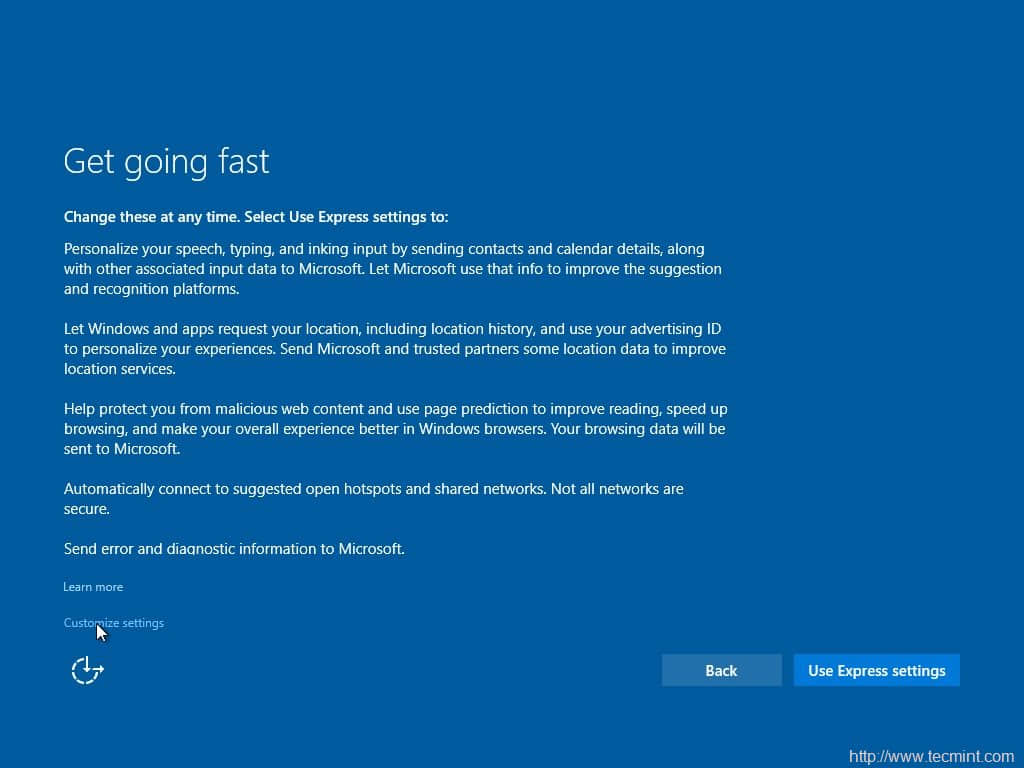 Get going fast
Change these at any time. Select Use Express settings to:
Personalize your speech, typing, and inking input by sending contacts and calendar details, along
with other associated input data to Microsoft. Let Microsoft use that info to improve the suggestion
and recognition platforms.
Let Windows and apps request your location, including location history, and use your advertising ID
to personalize your experiences. Send Microsoft and trusted partners some location data to improve
location services.
Help protect you from malicious web content and use page prediction to improve reading, speed up
browsing, and make your overall experience better in Windows browsers. Your browsing data will be
sent to Microsoft.
Automatically connect to suggested open hotspots and shared networks. Not all networks are
secure.
Send error and diagnostic information to Microsoft.
Learn more
Customize settings
Back
Use Express settings
http://www.tecmint.com